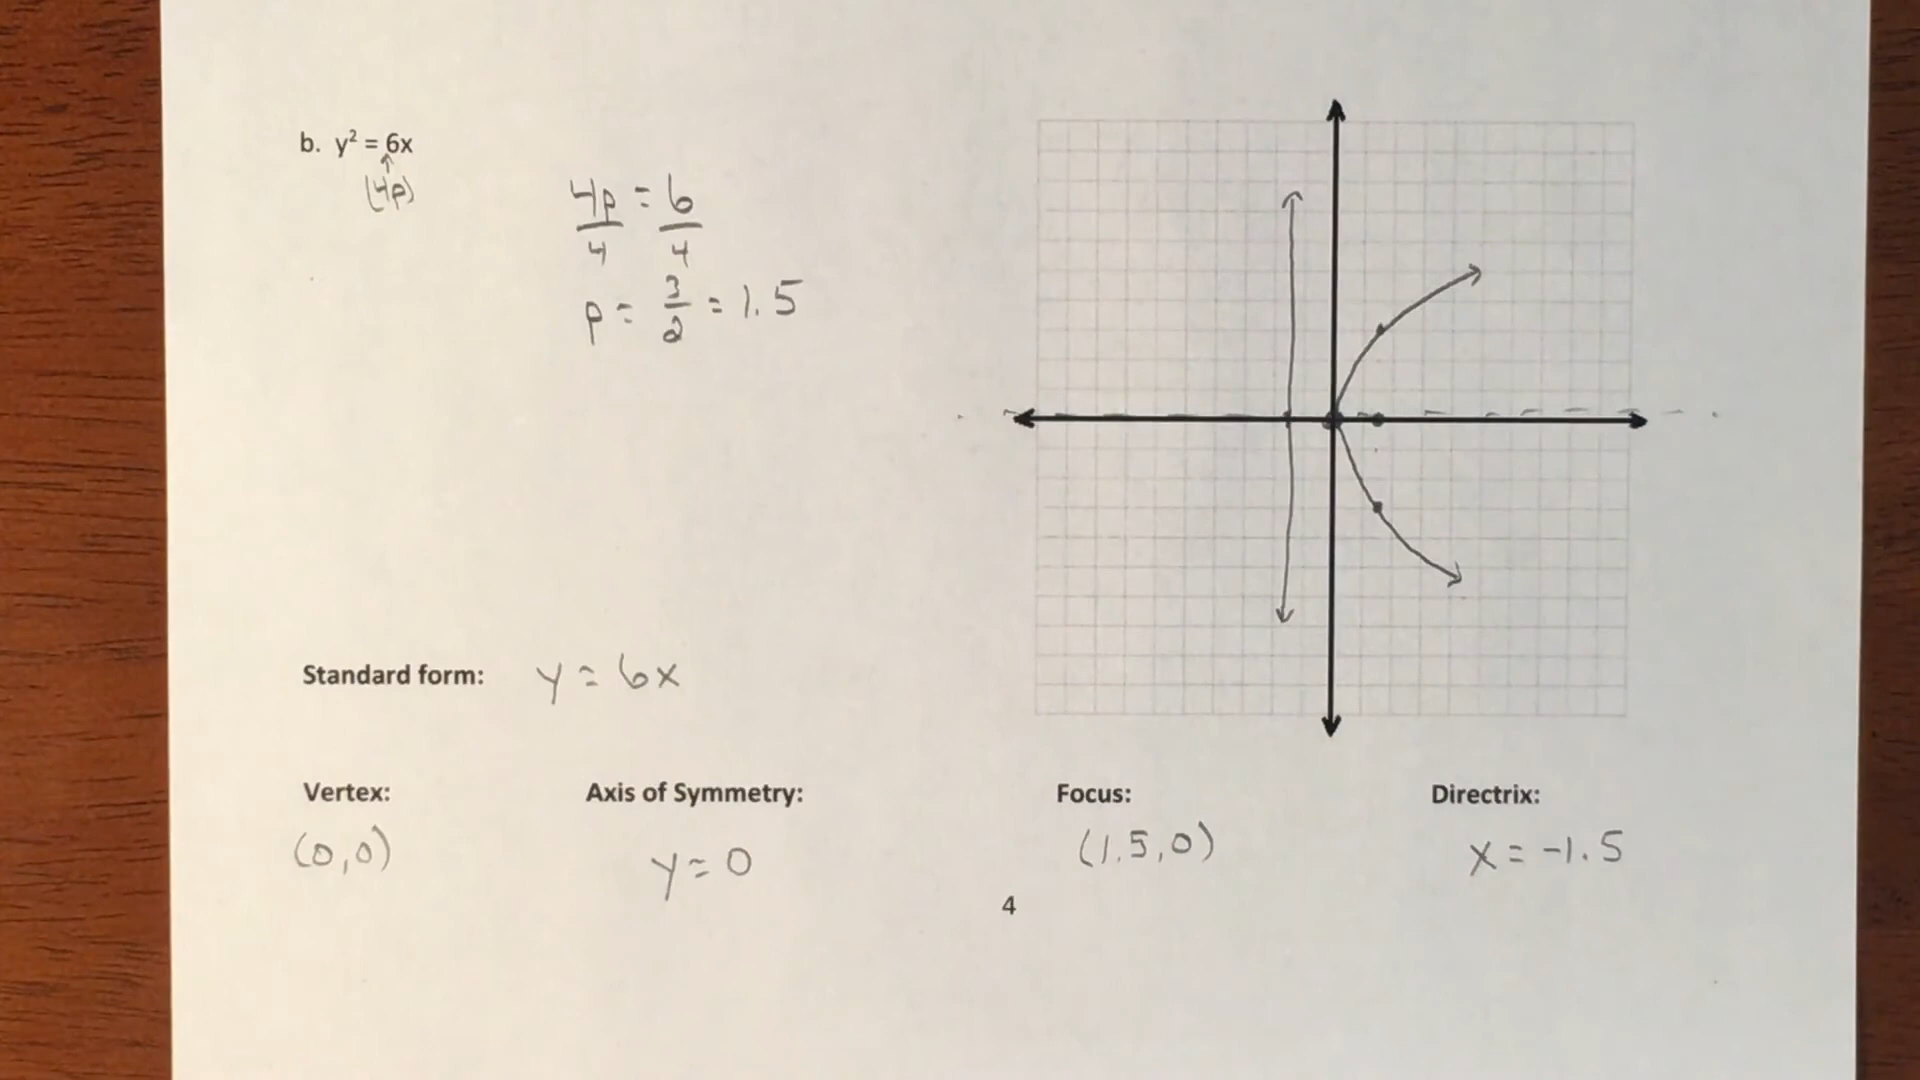 b. y² = 6x
(4p)
4p = 6
4 4
p = 3/2 = 1.5
Standard form: y = 6x
Vertex: Axis of Symmetry: Focus: Directrix:
(0,0) y = 0 (1.5,0) x = -1.5
4